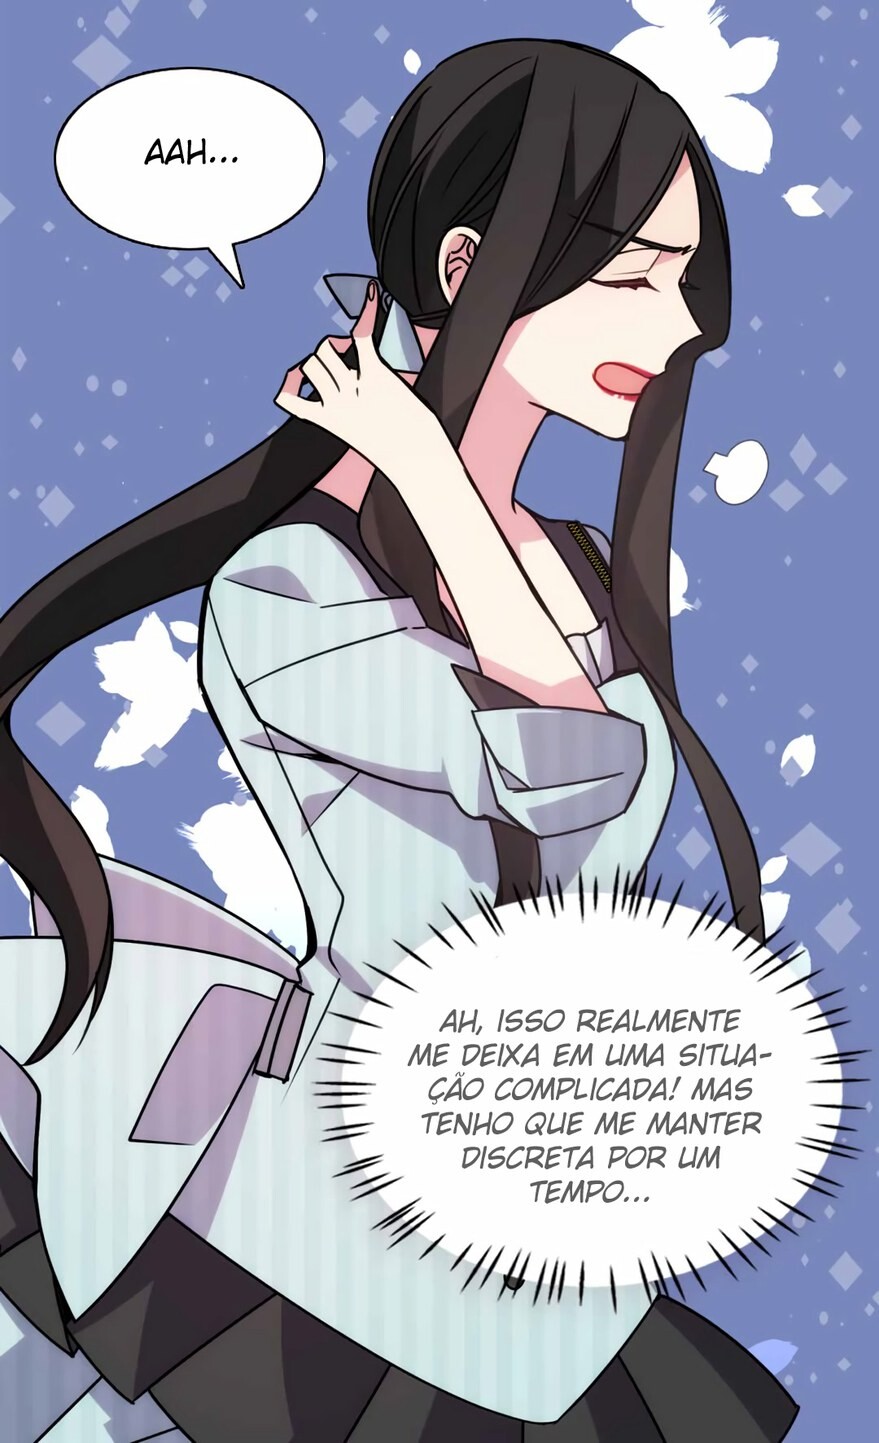 AAH...
AH, ISSO REALMENTE
ME DEIXA EM UMA SITUA-
ÇÃO COMPLICADA! MAS
TENHO QUE ME MANTER
DISCRETA POR UM
TEMPO...